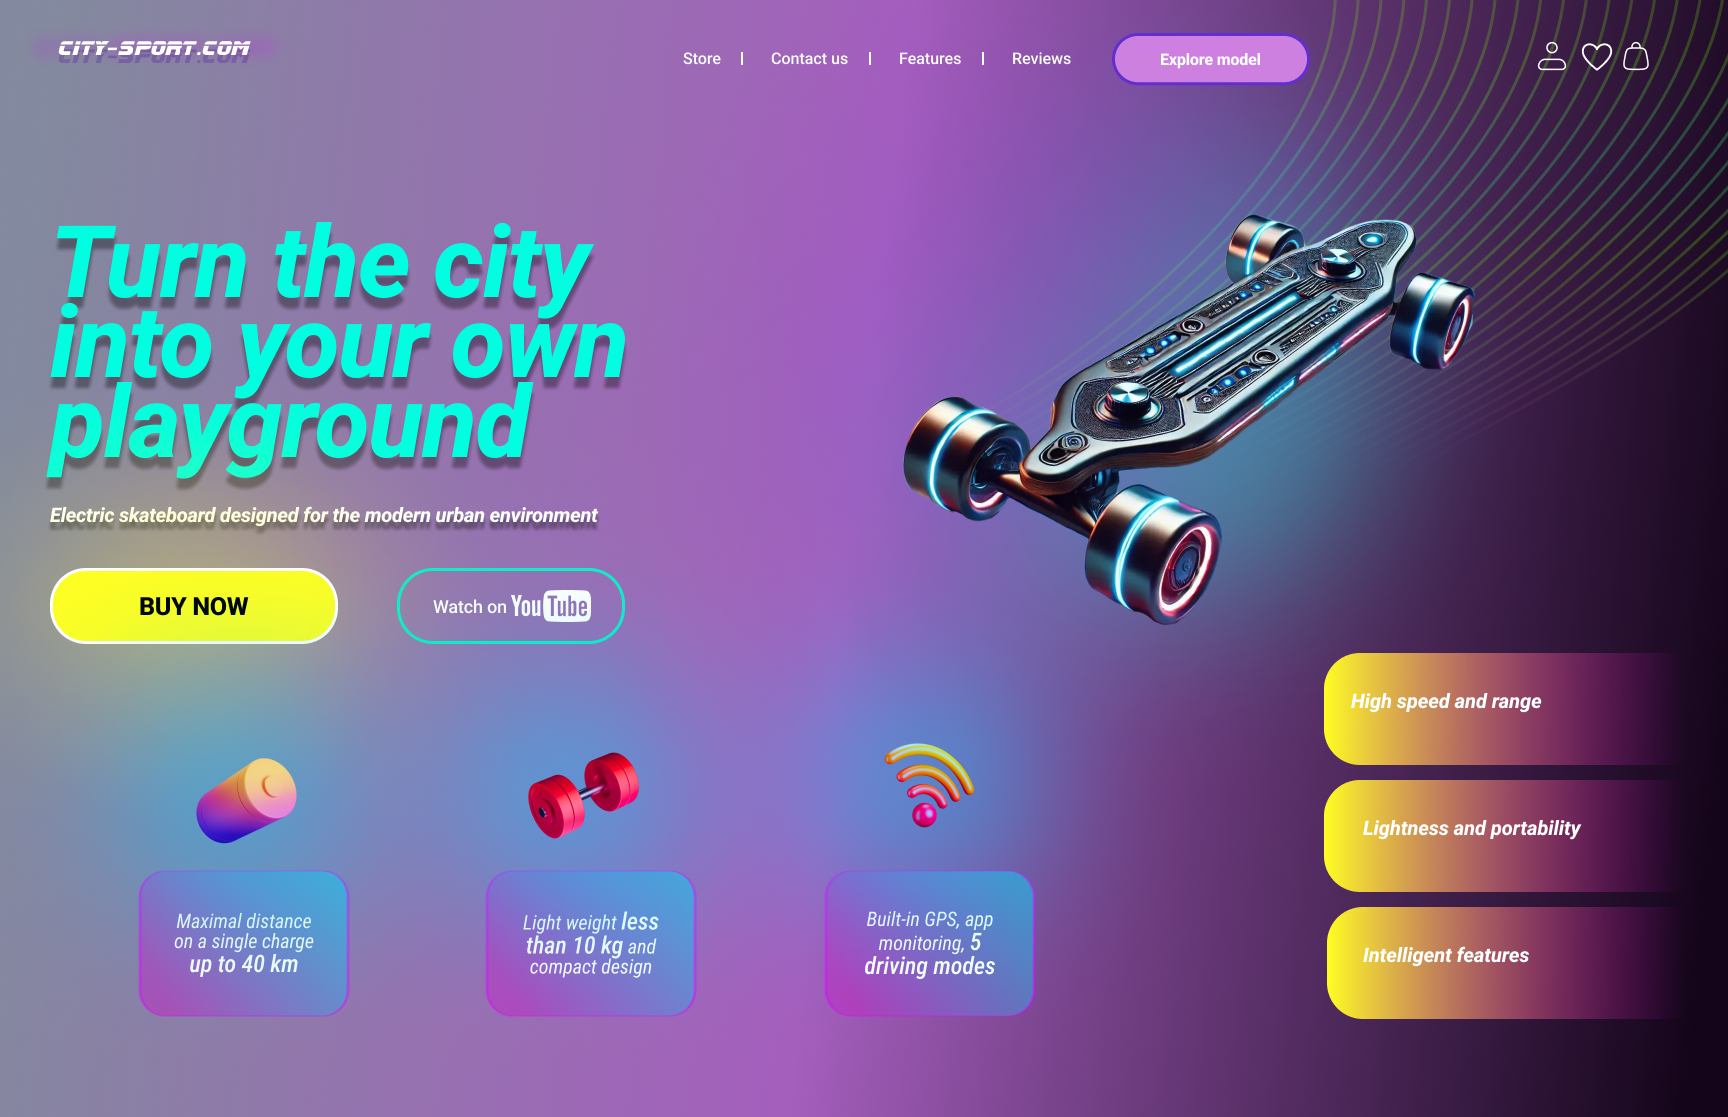 CITY-SPORT.COM
Store
Contact us
Features
Reviews
Explore model
Turn the city
into your own
playground
Electric skateboard designed for the modern urban environment
BUY NOW
Watch on YouTube
High speed and range
Lightness and portability
Intelligent features
Maximal distance
on a single charge
up to 40 km
Light weight less
than 10 kg and
compact design
Built-in GPS, app
monitoring, 5
driving modes